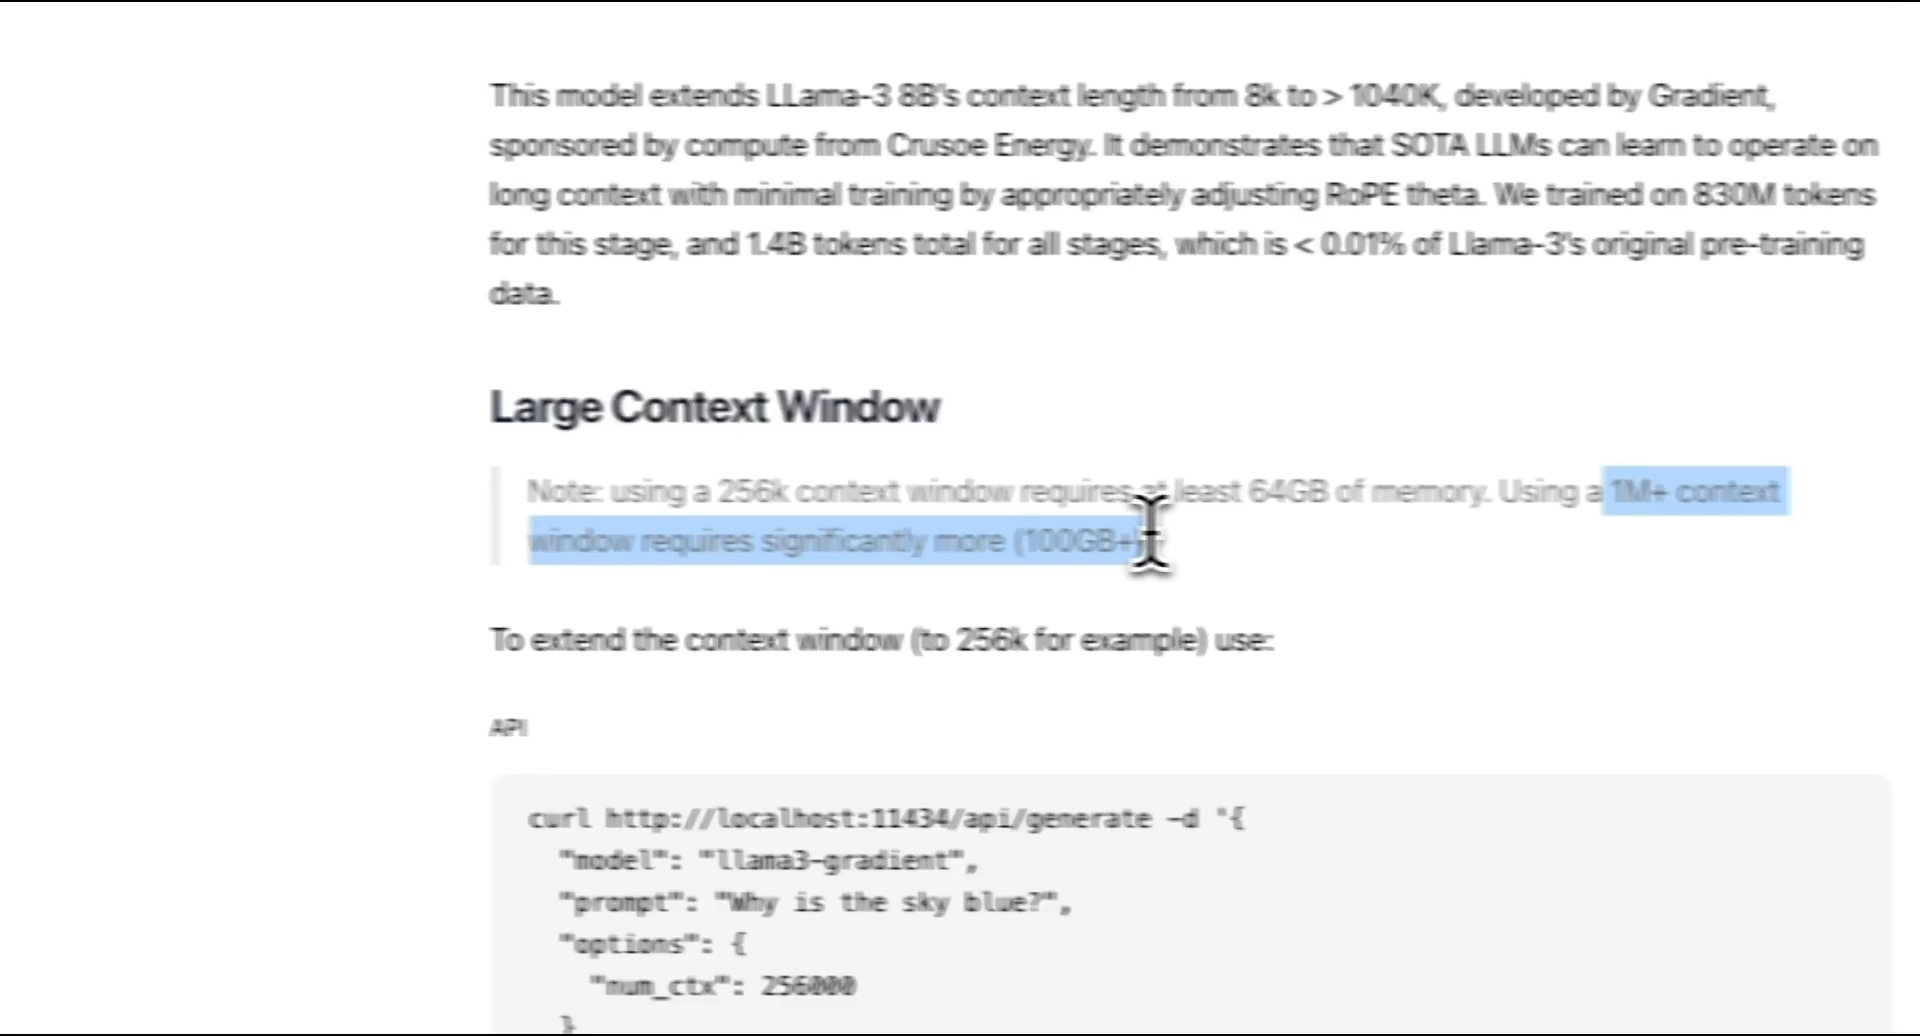 This model extends LLama-3 8B's context length from 8k to > 1040K, developed by Gradient,
sponsored by compute from Crusoe Energy. It demonstrates that SOTA LLMs can learn to operate on
long context with minimal training by appropriately adjusting RoPE theta. We trained on 830M tokens
for this stage, and 1.4B tokens total for all stages, which is < 0.01% of Llama-3's original pre-training
data.
Large Context Window
Note: using a 256k context window requires at least 64GB of memory. Using a 1M+ context
window requires significantly more (100GB+).
To extend the context window (to 256k for example) use:
API
curl http://localhost:11434/api/generate -d '{
"model": "llama3-gradient",
"prompt": "Why is the sky blue?",
"options": {
"num_ctx": 256000
}